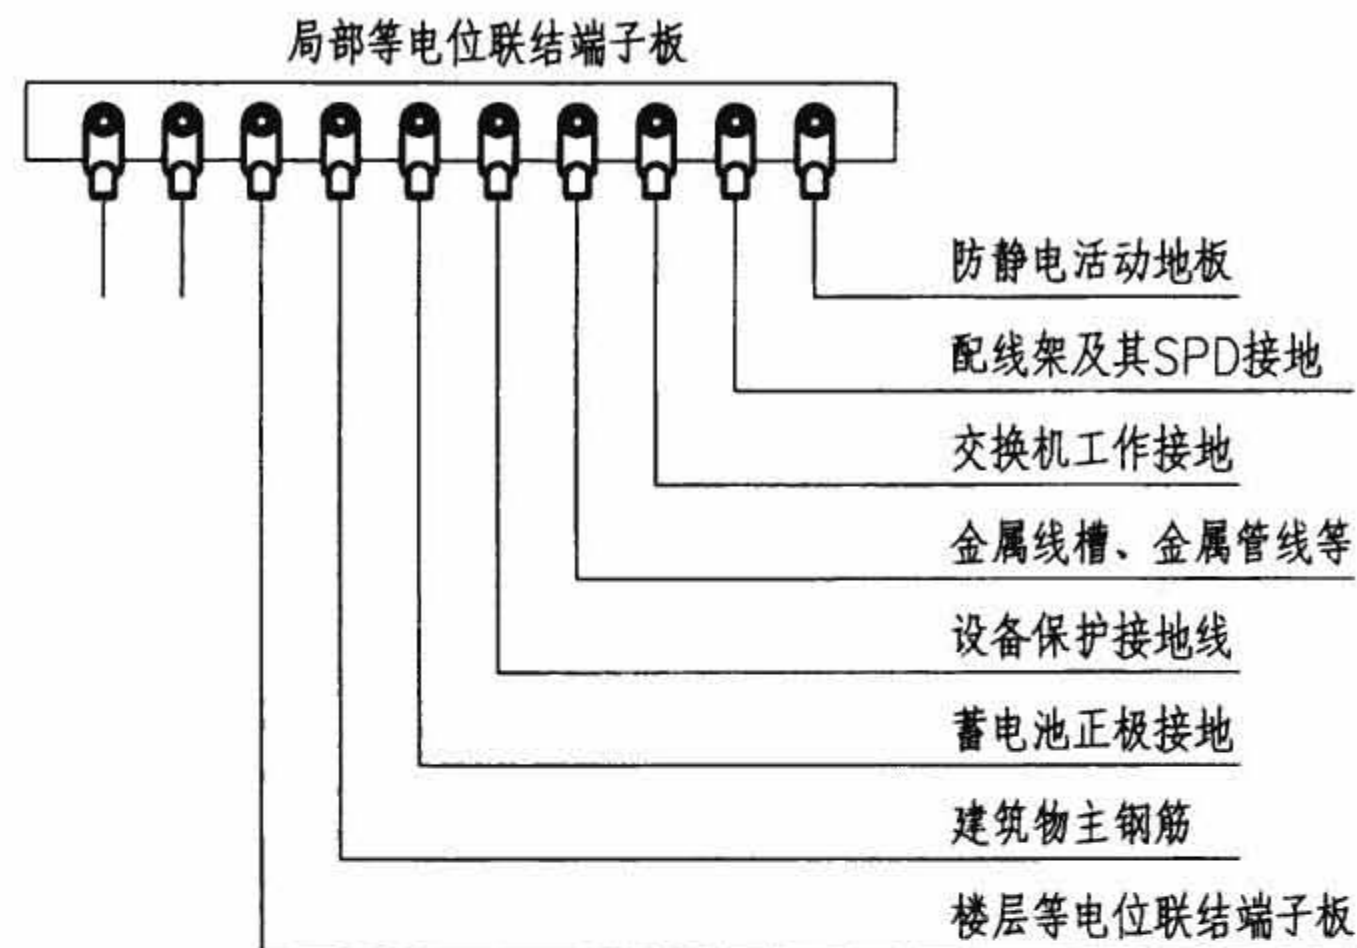 局部等电位联结端子板
防静电活动地板
配线架及其SPD接地
交换机工作接地
金属线槽、金属管线等
设备保护接地线
蓄电池正极接地
建筑物主钢筋
楼层等电位联结端子板